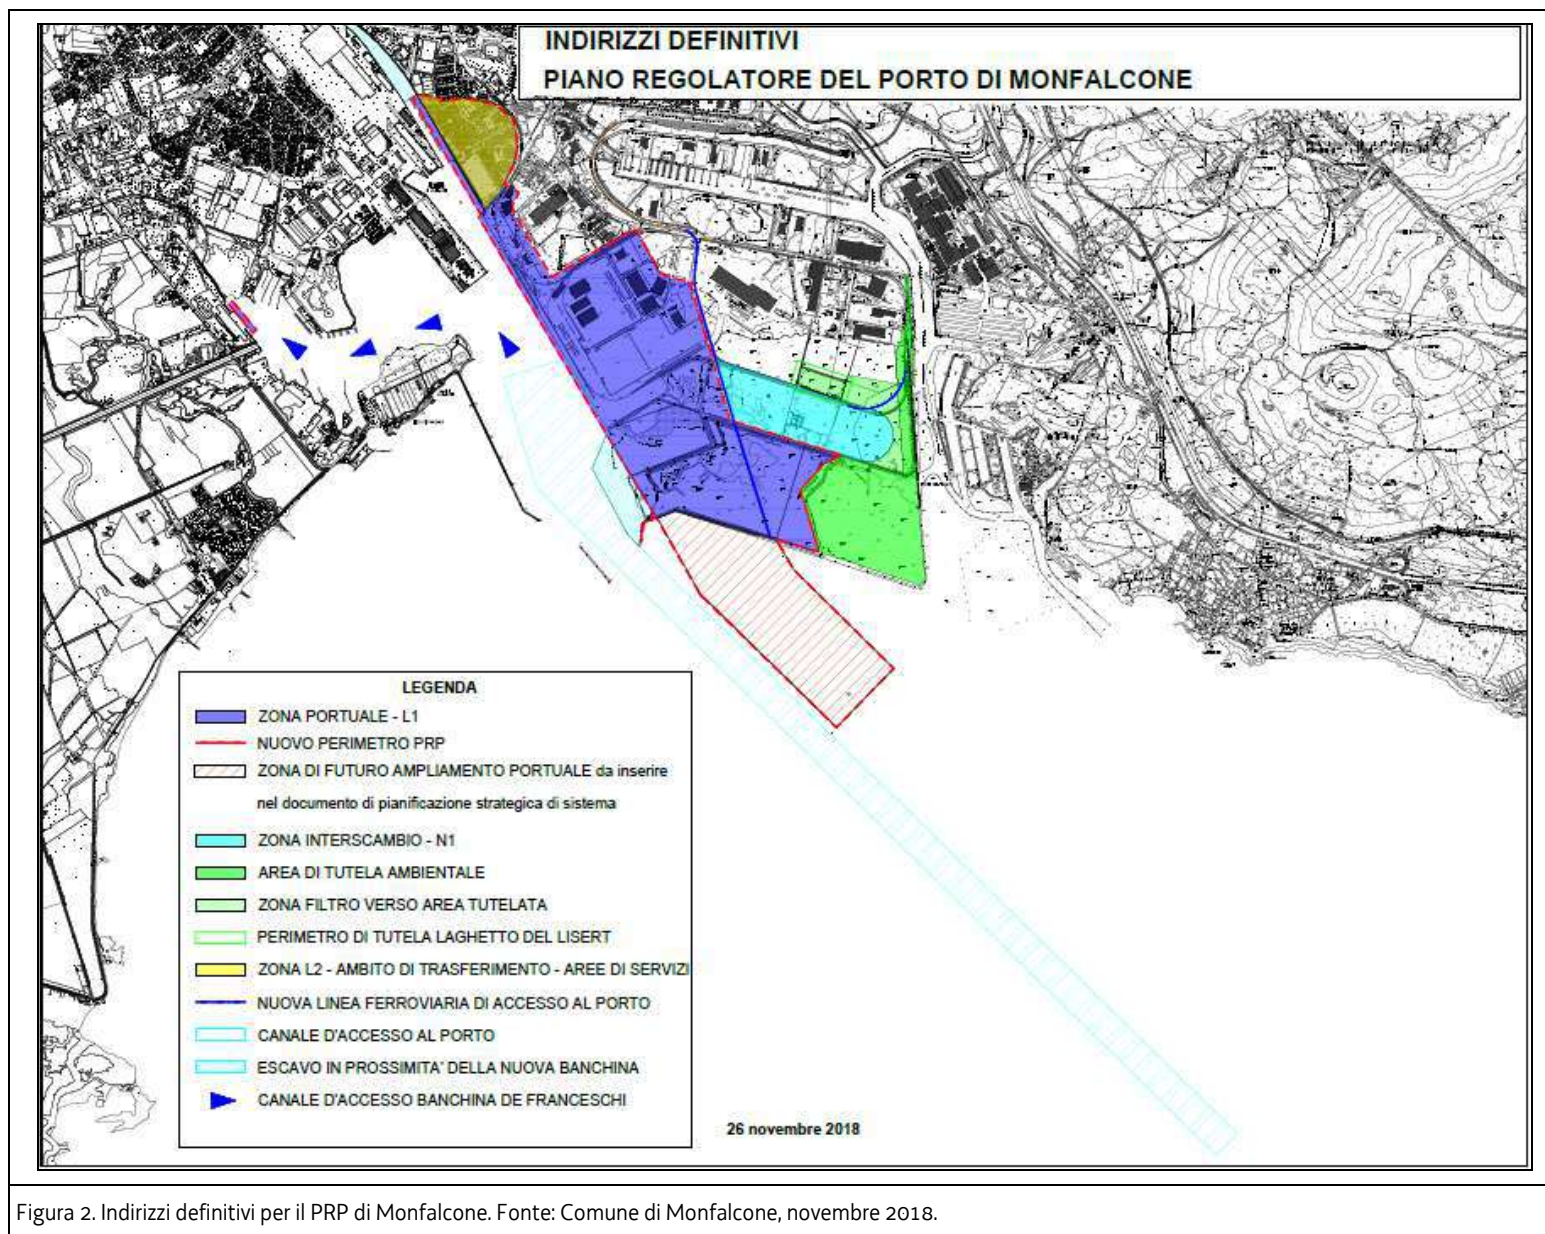 INDIRIZZI DEFINITIVI
PIANO REGOLATORE DEL PORTO DI MONFALCONE
LEGENDA
ZONA PORTUALE - L1
NUOVO PERIMETRO PRP
ZONA DI FUTURO AMPLIAMENTO PORTUALE da inserire
nel documento di pianificazione strategica di sistema
ZONA INTERSCAMBIO - N1
AREA DI TUTELA AMBIENTALE
ZONA FILTRO VERSO AREA TUTELATA
PERIMETRO DI TUTELA LAGHETTO DEL LISERT
ZONA L2 - AMBITO DI TRASFERIMENTO - AREE DI SERVIZI
NUOVA LINEA FERROVIARIA DI ACCESSO AL PORTO
CANALE D'ACCESSO AL PORTO
ESCAVO IN PROSSIMITA' DELLA NUOVA BANCHINA
CANALE D'ACCESSO BANCHINA DE FRANCESCHI
26 novembre 2018
Figura 2. Indirizzi definitivi per il PRP di Monfalcone. Fonte: Comune di Monfalcone, novembre 2018.